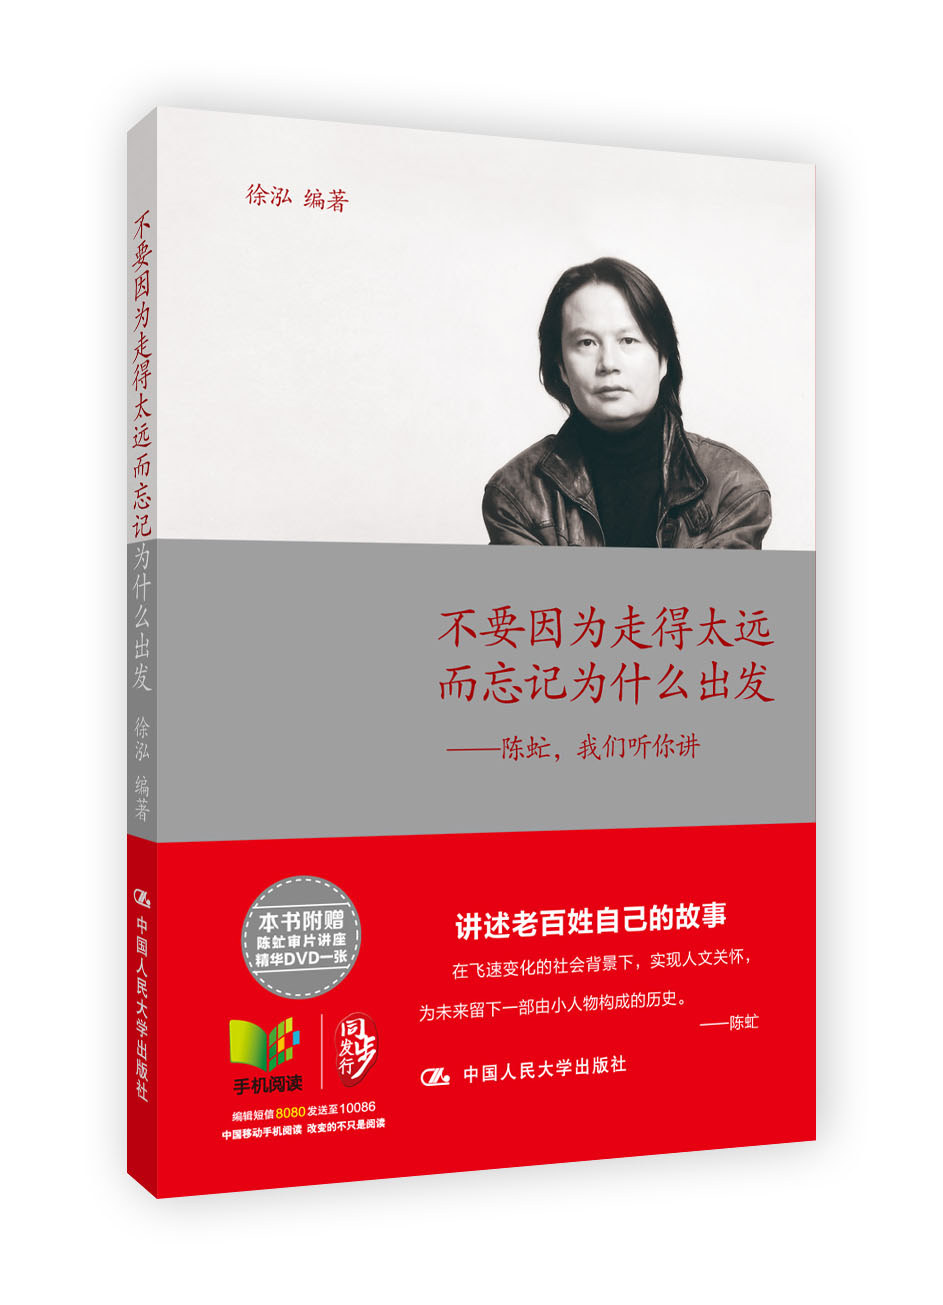 徐泓 编著
不要因为走得太远
而忘记为什么出发
——陈虻，我们听你讲
讲述老百姓自己的故事
在飞速变化的社会背景下，实现人文关怀，
为未来留下一部由小人物构成的历史。
——陈虻
中国人民大学出版社
本书附赠
陈虻审片讲座
精华DVD一张
手机阅读
同步
发行
编辑短信8080发送至10086
中国移动手机阅读 改变的不只是阅读
不要因为走得太远而忘记为什么出发
徐泓 编著
中国人民大学出版社